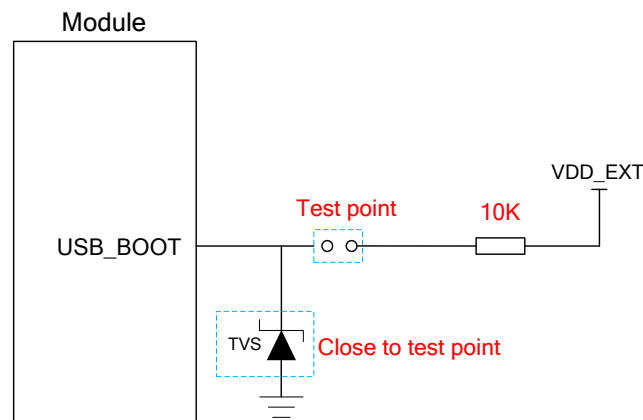 Module
VDD_EXT
Test point
10K
USB_BOOT
TVS
Close to test point